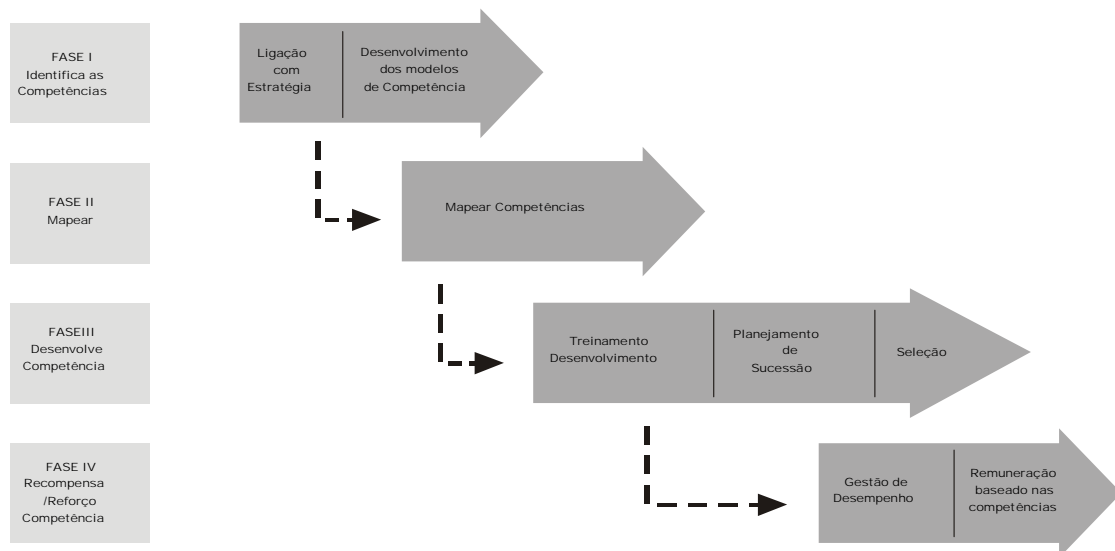 FASE I
Identifica as
Competências
Ligação
com
Estratégia
Desenvolvimento
dos modelos
de Competência
FASE II
Mapear
Mapear Competências
FASEIII
Desenvolve
Competência
Treinamento
Desenvolvimento
Planejamento
de
Sucessão
Seleção
FASE IV
Recompensa
/Reforço
Competência
Gestão de
Desempenho
Remuneração
baseado nas
competências